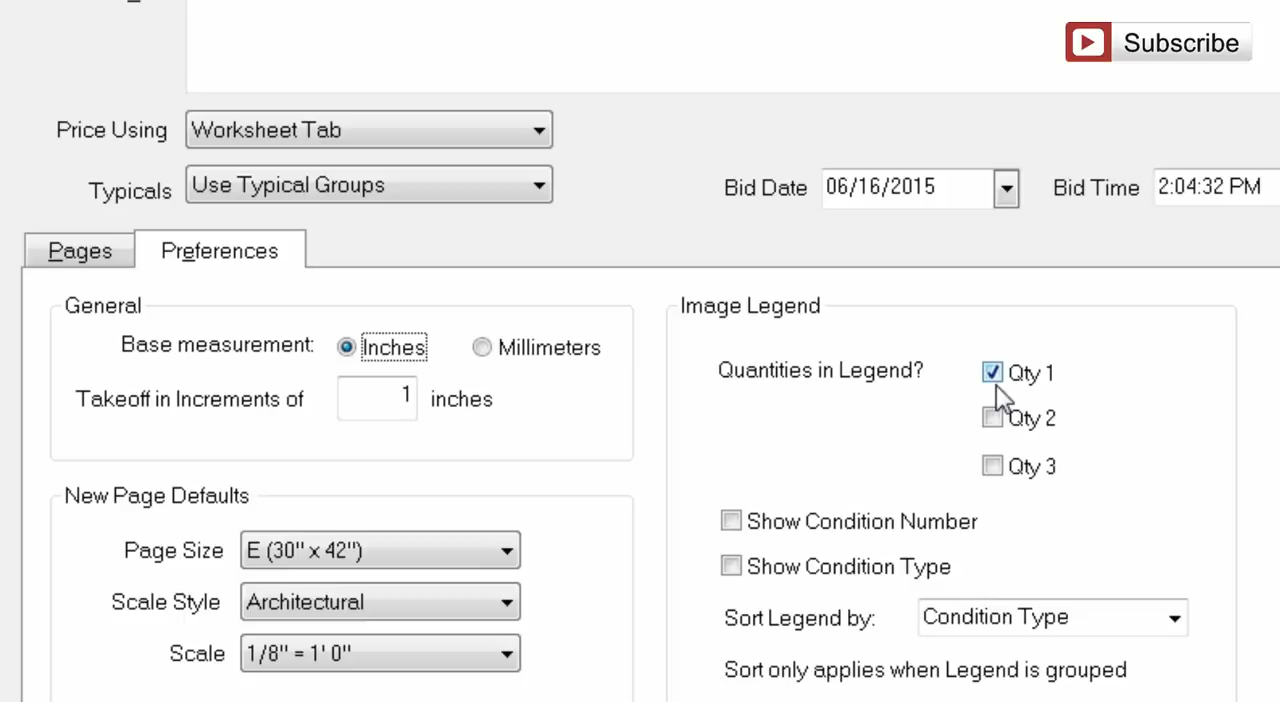 Subscribe
Price Using Worksheet Tab
Typicals Use Typical Groups
Bid Date 06/16/2015 Bid Time 2:04:32 PM
Pages Preferences
General
Base measurement: Inches Millimeters
Takeoff in Increments of 1 inches
New Page Defaults
Page Size E (30" x 42")
Scale Style Architectural
Scale 1/8" = 1' 0"
Image Legend
Quantities in Legend? Qty 1
Qty 2
Qty 3
Show Condition Number
Show Condition Type
Sort Legend by: Condition Type
Sort only applies when Legend is grouped